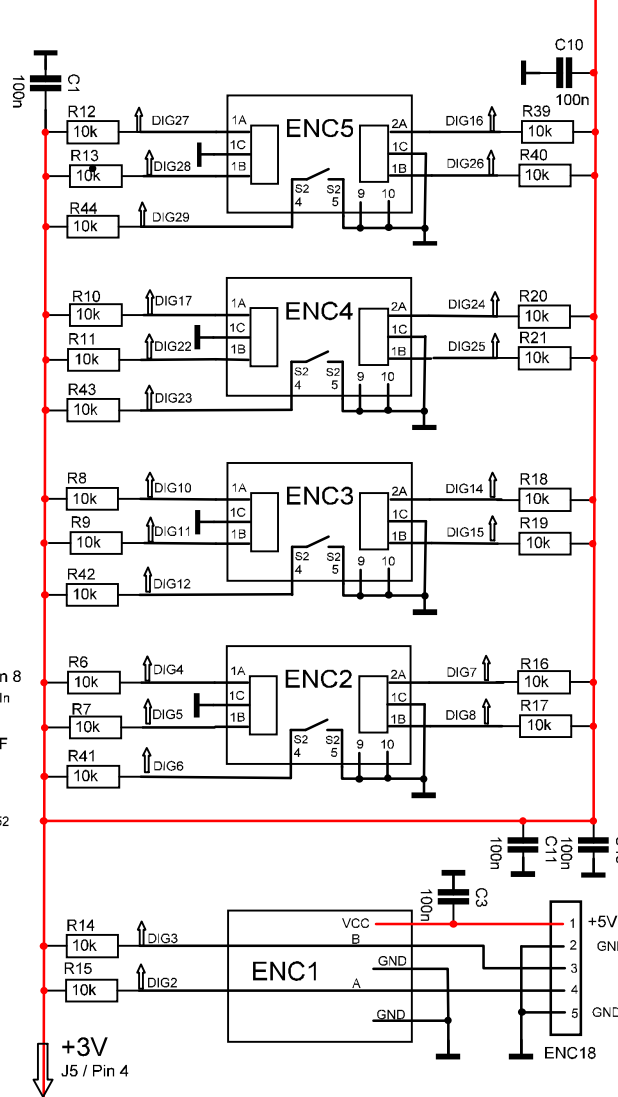 C10
C1
100n
100n
R12
DIG27
1A
ENC5
2A
DIG16
R39
10k
1C
1C
10k
R13
DIG28
1B
1B
DIG26
R40
10k
S2
S2
9
10
10k
R44
4
5
10k
DIG29
R10
DIG17
1A
ENC4
2A
DIG24
R20
10k
1C
1C
10k
R11
DIG22
1B
1B
DIG25
R21
10k
S2
S2
9
10
10k
R43
4
5
10k
DIG23
R8
DIG10
1A
ENC3
2A
DIG14
R18
10k
1C
1C
10k
R9
DIG11
1B
1B
DIG15
R19
10k
S2
S2
9
10
10k
R42
4
5
10k
DIG12
R6
DIG4
1A
ENC2
2A
DIG7
R16
n 8
10k
1C
1C
10k
In
R7
DIG5
1B
1B
DIG8
R17
10k
S2
S2
9
10
10k
F
R41
4
5
10k
DIG6
52
C11
100n
100n
C3
100n
VCC
1
+5V
R14
DIG3
B
2
GN
10k
GND
3
R15
ENC1
10k
DIG2
A
4
GND
5
GND
+3V
ENC18
J5 / Pin 4